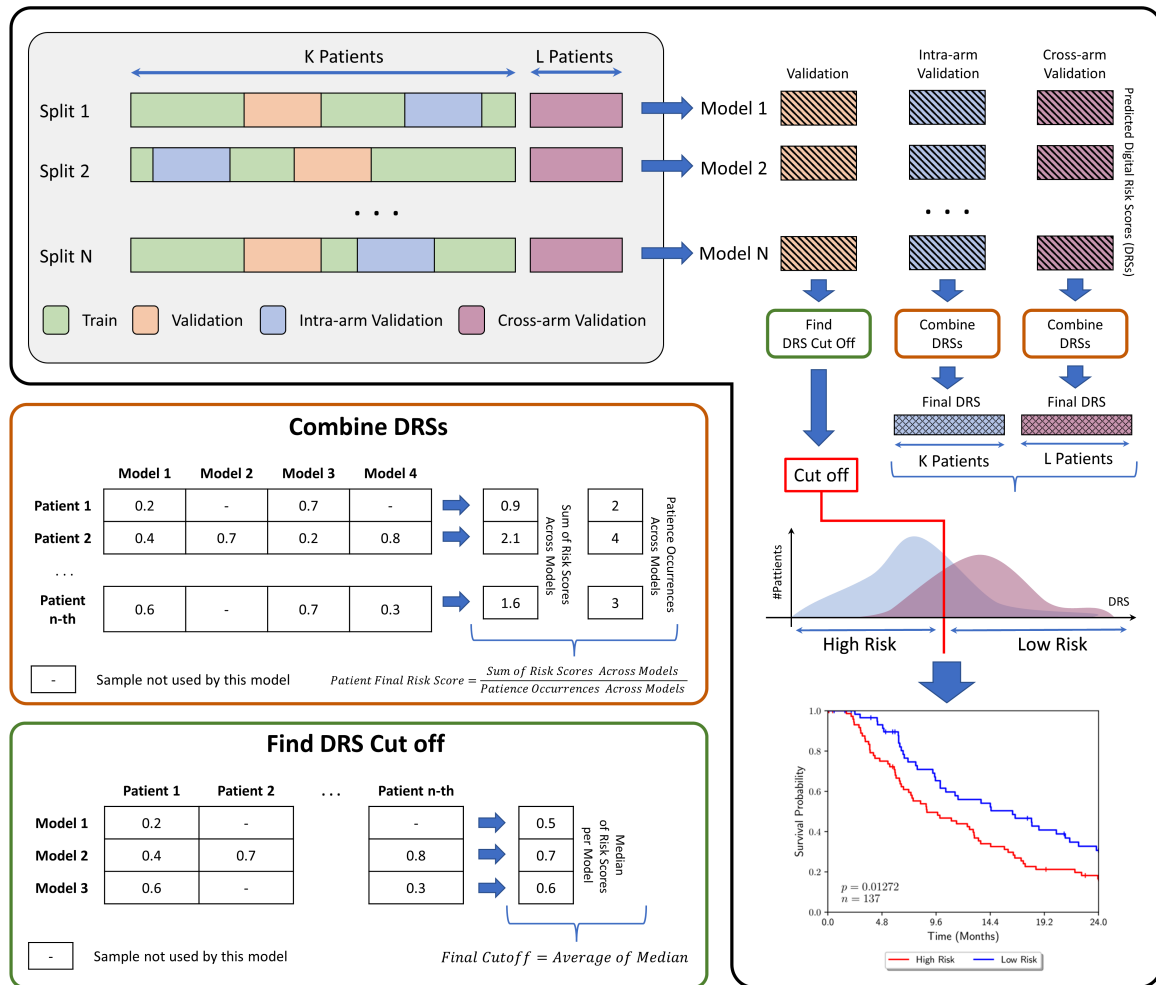 K Patients
L Patients
Split 1
Split 2
. . .
Split N
Train
Validation
Intra-arm Validation
Cross-arm Validation
Model 1
Model 2
Model N
Validation
Intra-arm
Validation
Cross-arm
Validation
. . .
Predicted Digital Risk Scores (DRSs)
Find
DRS Cut Off
Combine
DRSs
Combine
DRSs
Final DRS
Final DRS
K Patients
L Patients
Cut off
#Pattients
DRS
High Risk
Low Risk
Survival Probability
1.0
0.8
0.6
0.4
0.2
0.0
p = 0.01272
n = 137
0.0 4.8 9.6 14.4 19.2 24.0
Time (Months)
High Risk Low Risk
Combine DRSs
Model 1 Model 2 Model 3 Model 4
Patient 1 0.2 - 0.7 - 0.9 2
Patient 2 0.4 0.7 0.2 0.8 2.1 4
. . .
Patient
n-th 0.6 - 0.7 0.3 1.6 3
Sum of Risk Scores
Across Models
Patience Occurrences
Across Models
- Sample not used by this model
Patient Final Risk Score = Sum of Risk Scores Across Models
Patience Occurrences Across Models
Find DRS Cut off
Patient 1 Patient 2 . . . Patient n-th
Model 1 0.2 - - 0.5
Model 2 0.4 0.7 0.8 0.7
Model 3 0.6 - 0.3 0.6
Median
of Risk Scores
per Model
- Sample not used by this model
Final Cutoff = Average of Median